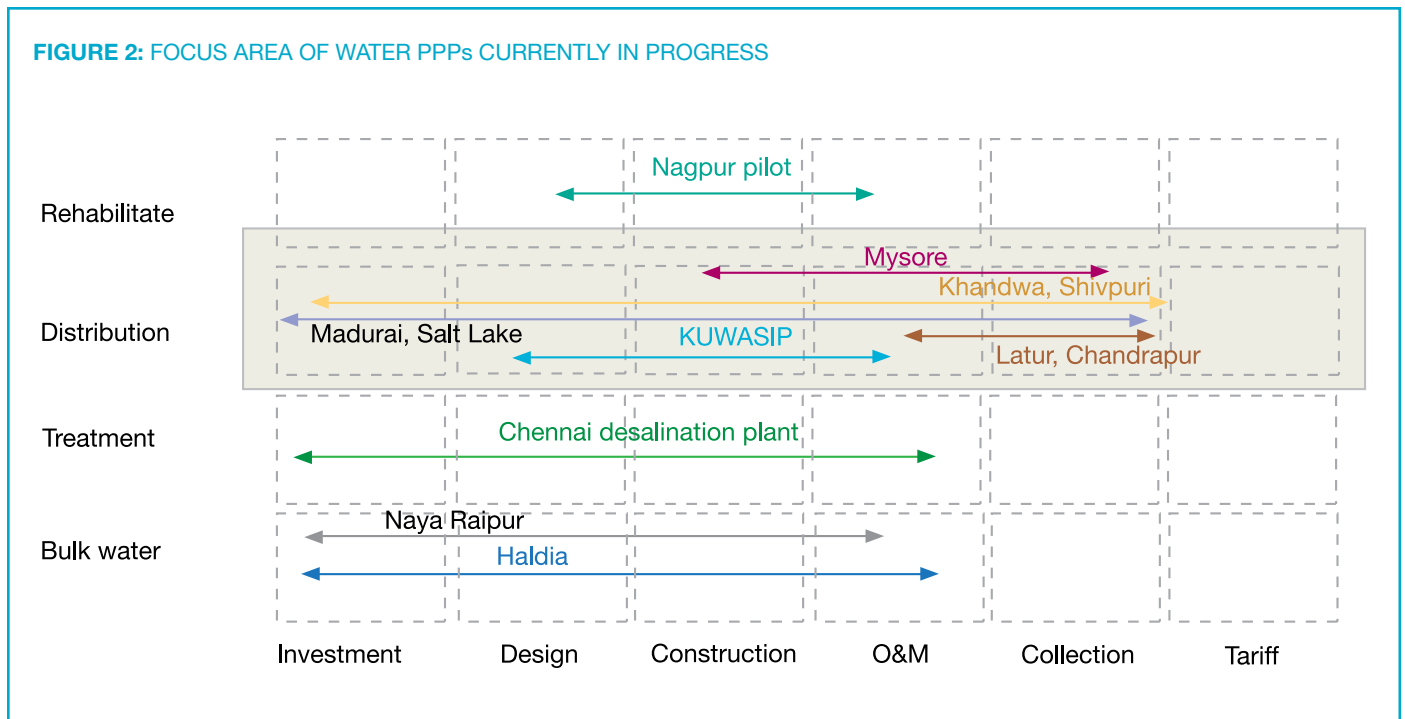 FIGURE 2: FOCUS AREA OF WATER PPPs CURRENTLY IN PROGRESS
Nagpur pilot
Rehabilitate
Mysore
Khandwa, Shivpuri
Distribution
Madurai, Salt Lake
KUWASIP
Latur, Chandrapur
Treatment
Chennai desalination plant
Naya Raipur
Bulk water
Haldia
Investment Design Construction O&M Collection Tariff